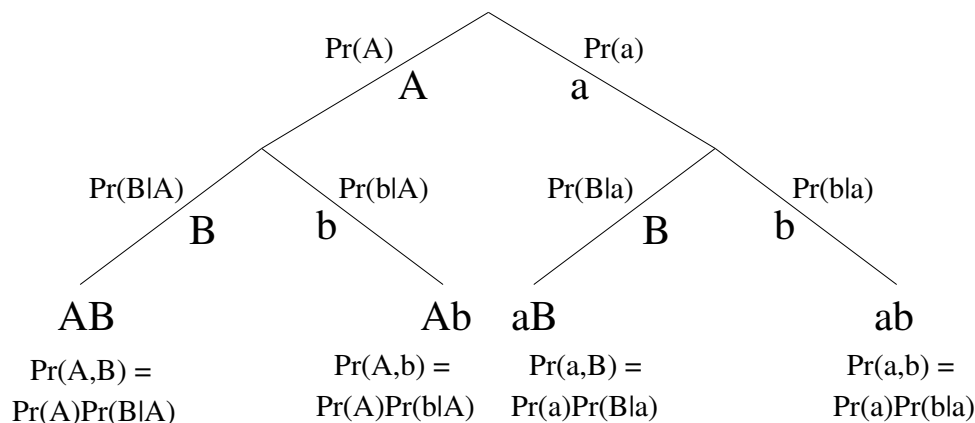 Pr(A)
Pr(a)
A
a
Pr(B|A)
Pr(b|A)
Pr(B|a)
Pr(b|a)
B
b
B
b
AB
Ab
aB
ab
Pr(A,B) =
Pr(A)Pr(B|A)
Pr(A,b) =
Pr(A)Pr(b|A)
Pr(a,B) =
Pr(a)Pr(B|a)
Pr(a,b) =
Pr(a)Pr(b|a)